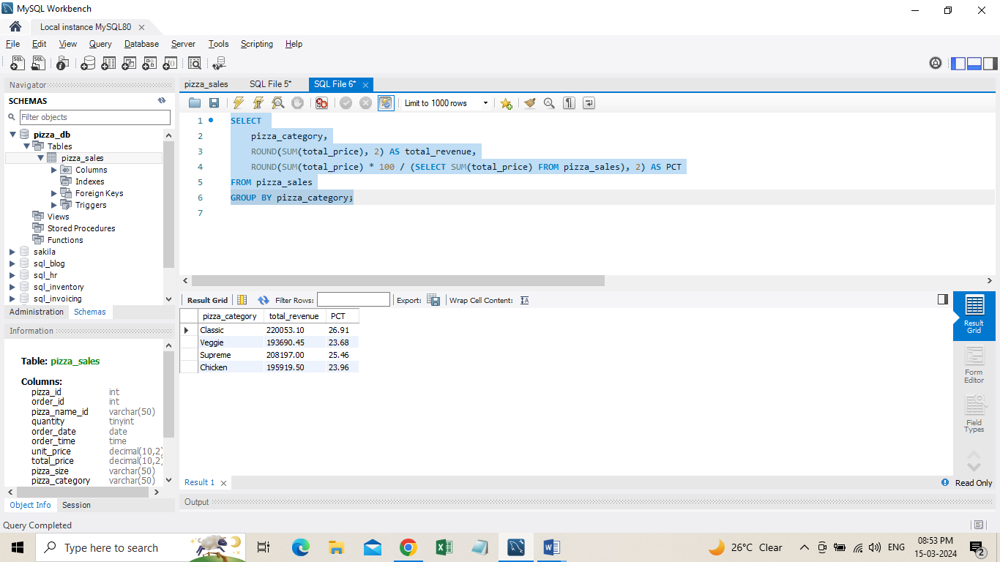 MySQL Workbench
Local instance MySQL80
File Edit View Query Database Server Tools Scripting Help
Navigator
SCHEMAS
Filter objects
pizza_db
Tables
pizza_sales
Columns
Indexes
Foreign Keys
Triggers
Views
Stored Procedures
Functions
sakila
sql_blog
sql_hr
sql_inventory
sql_invoicing
Administration Schemas
Information
Table: pizza_sales
Columns:
pizza_id int
order_id int
pizza_name_id varchar(50)
quantity tinyint
order_date date
order_time time
unit_price decimal(10,2)
total_price decimal(10,2)
pizza_size varchar(50)
pizza_category varchar(50)
Object Info Session
pizza_sales SQL File 5* SQL File 6*
Limit to 1000 rows
1 SELECT
2 pizza_category,
3 ROUND(SUM(total_price), 2) AS total_revenue,
4 ROUND(SUM(total_price) * 100 / (SELECT SUM(total_price) FROM pizza_sales), 2) AS PCT
5 FROM pizza_sales
6 GROUP BY pizza_category;
7
Result Grid Filter Rows: Export: Wrap Cell Content:
pizza_category total_revenue PCT
Classic 220053.10 26.91
Veggie 193690.45 23.68
Supreme 208197.00 25.46
Chicken 195919.50 23.96
Result
Grid
Form
Editor
Field
Types
Result 1
Read Only
Output
Query Completed
Type here to search
26°C Clear
ENG
08:53 PM
15-03-2024
2